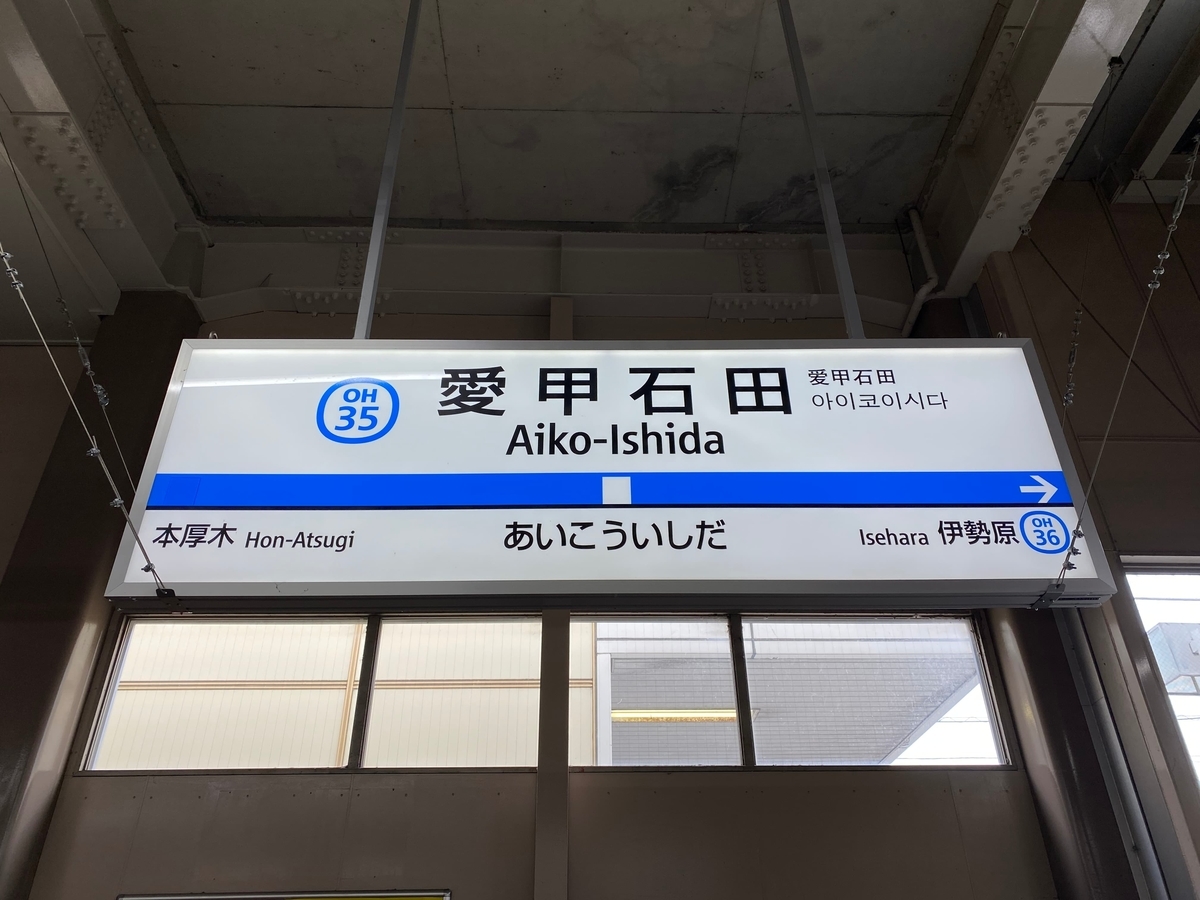 OH
35
愛甲石田
Aiko-Ishida
愛甲石田
아이코이시다
本厚木 Hon-Atsugi
あいこういしだ
Isehara 伊勢原
OH
36